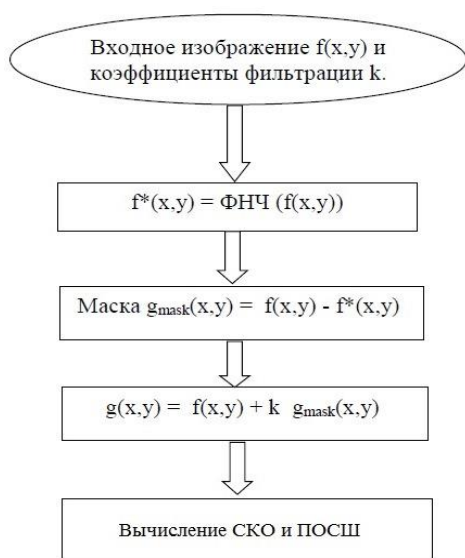 Входное изображение f(x,y) и
коэффициенты фильтрации k.
f*(x,y) = ФНЧ (f(x,y))
Маска gmask(x,y) = f(x,y) - f*(x,y)
g(x,y) = f(x,y) + k gmask(x,y)
Вычисление СКО и ПОСШ